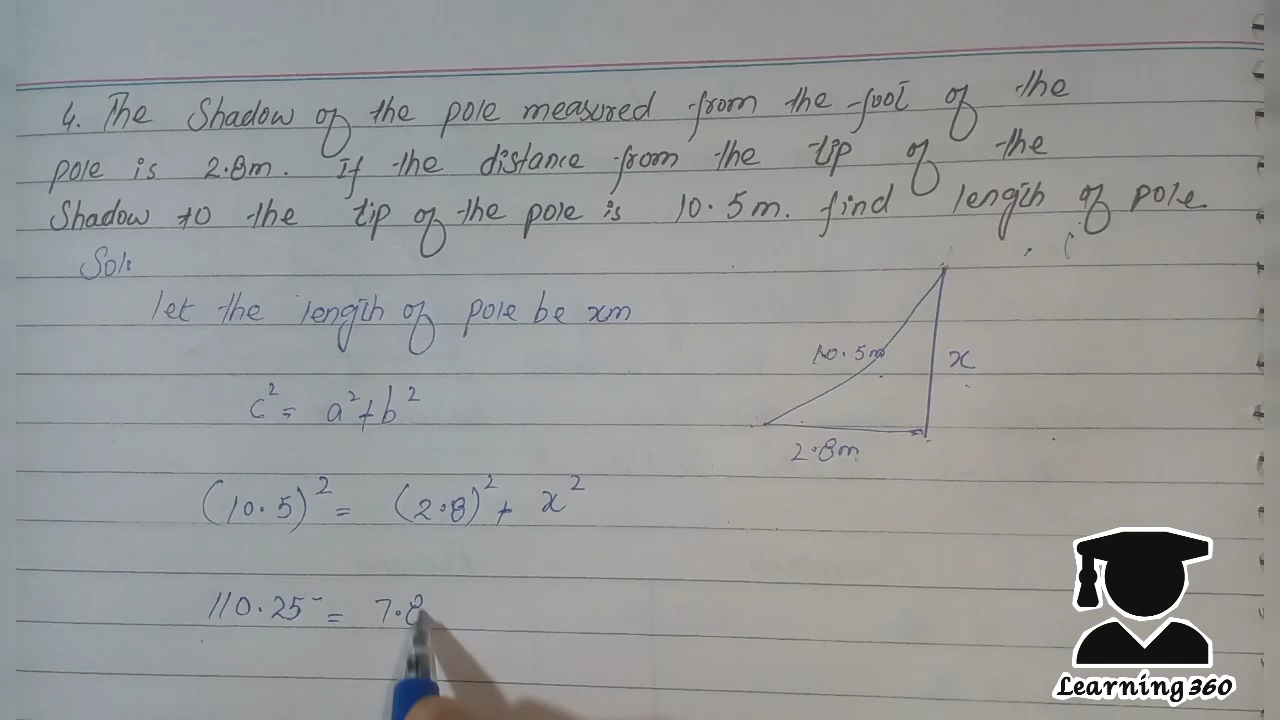 4. The Shadow of the pole measured from the foot of the
pole is 2.8m. If the distance from the tip of the
Shadow to the tip of the pole is 10.5m. find length of pole
Sol:
let the length of pole be xm
10.5m
x
c² = a² + b²
2.8m
(10.5)² = (2.8)² + x²
110.25 = 7.8
Learning360